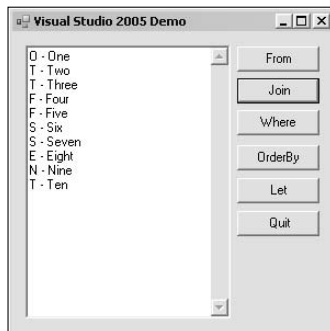 Visual Studio 2005 Demo
O - One
T - Two
T - Three
F - Four
F - Five
S - Six
S - Seven
E - Eight
N - Nine
T - Ten
From
Join
Where
OrderBy
Let
Quit